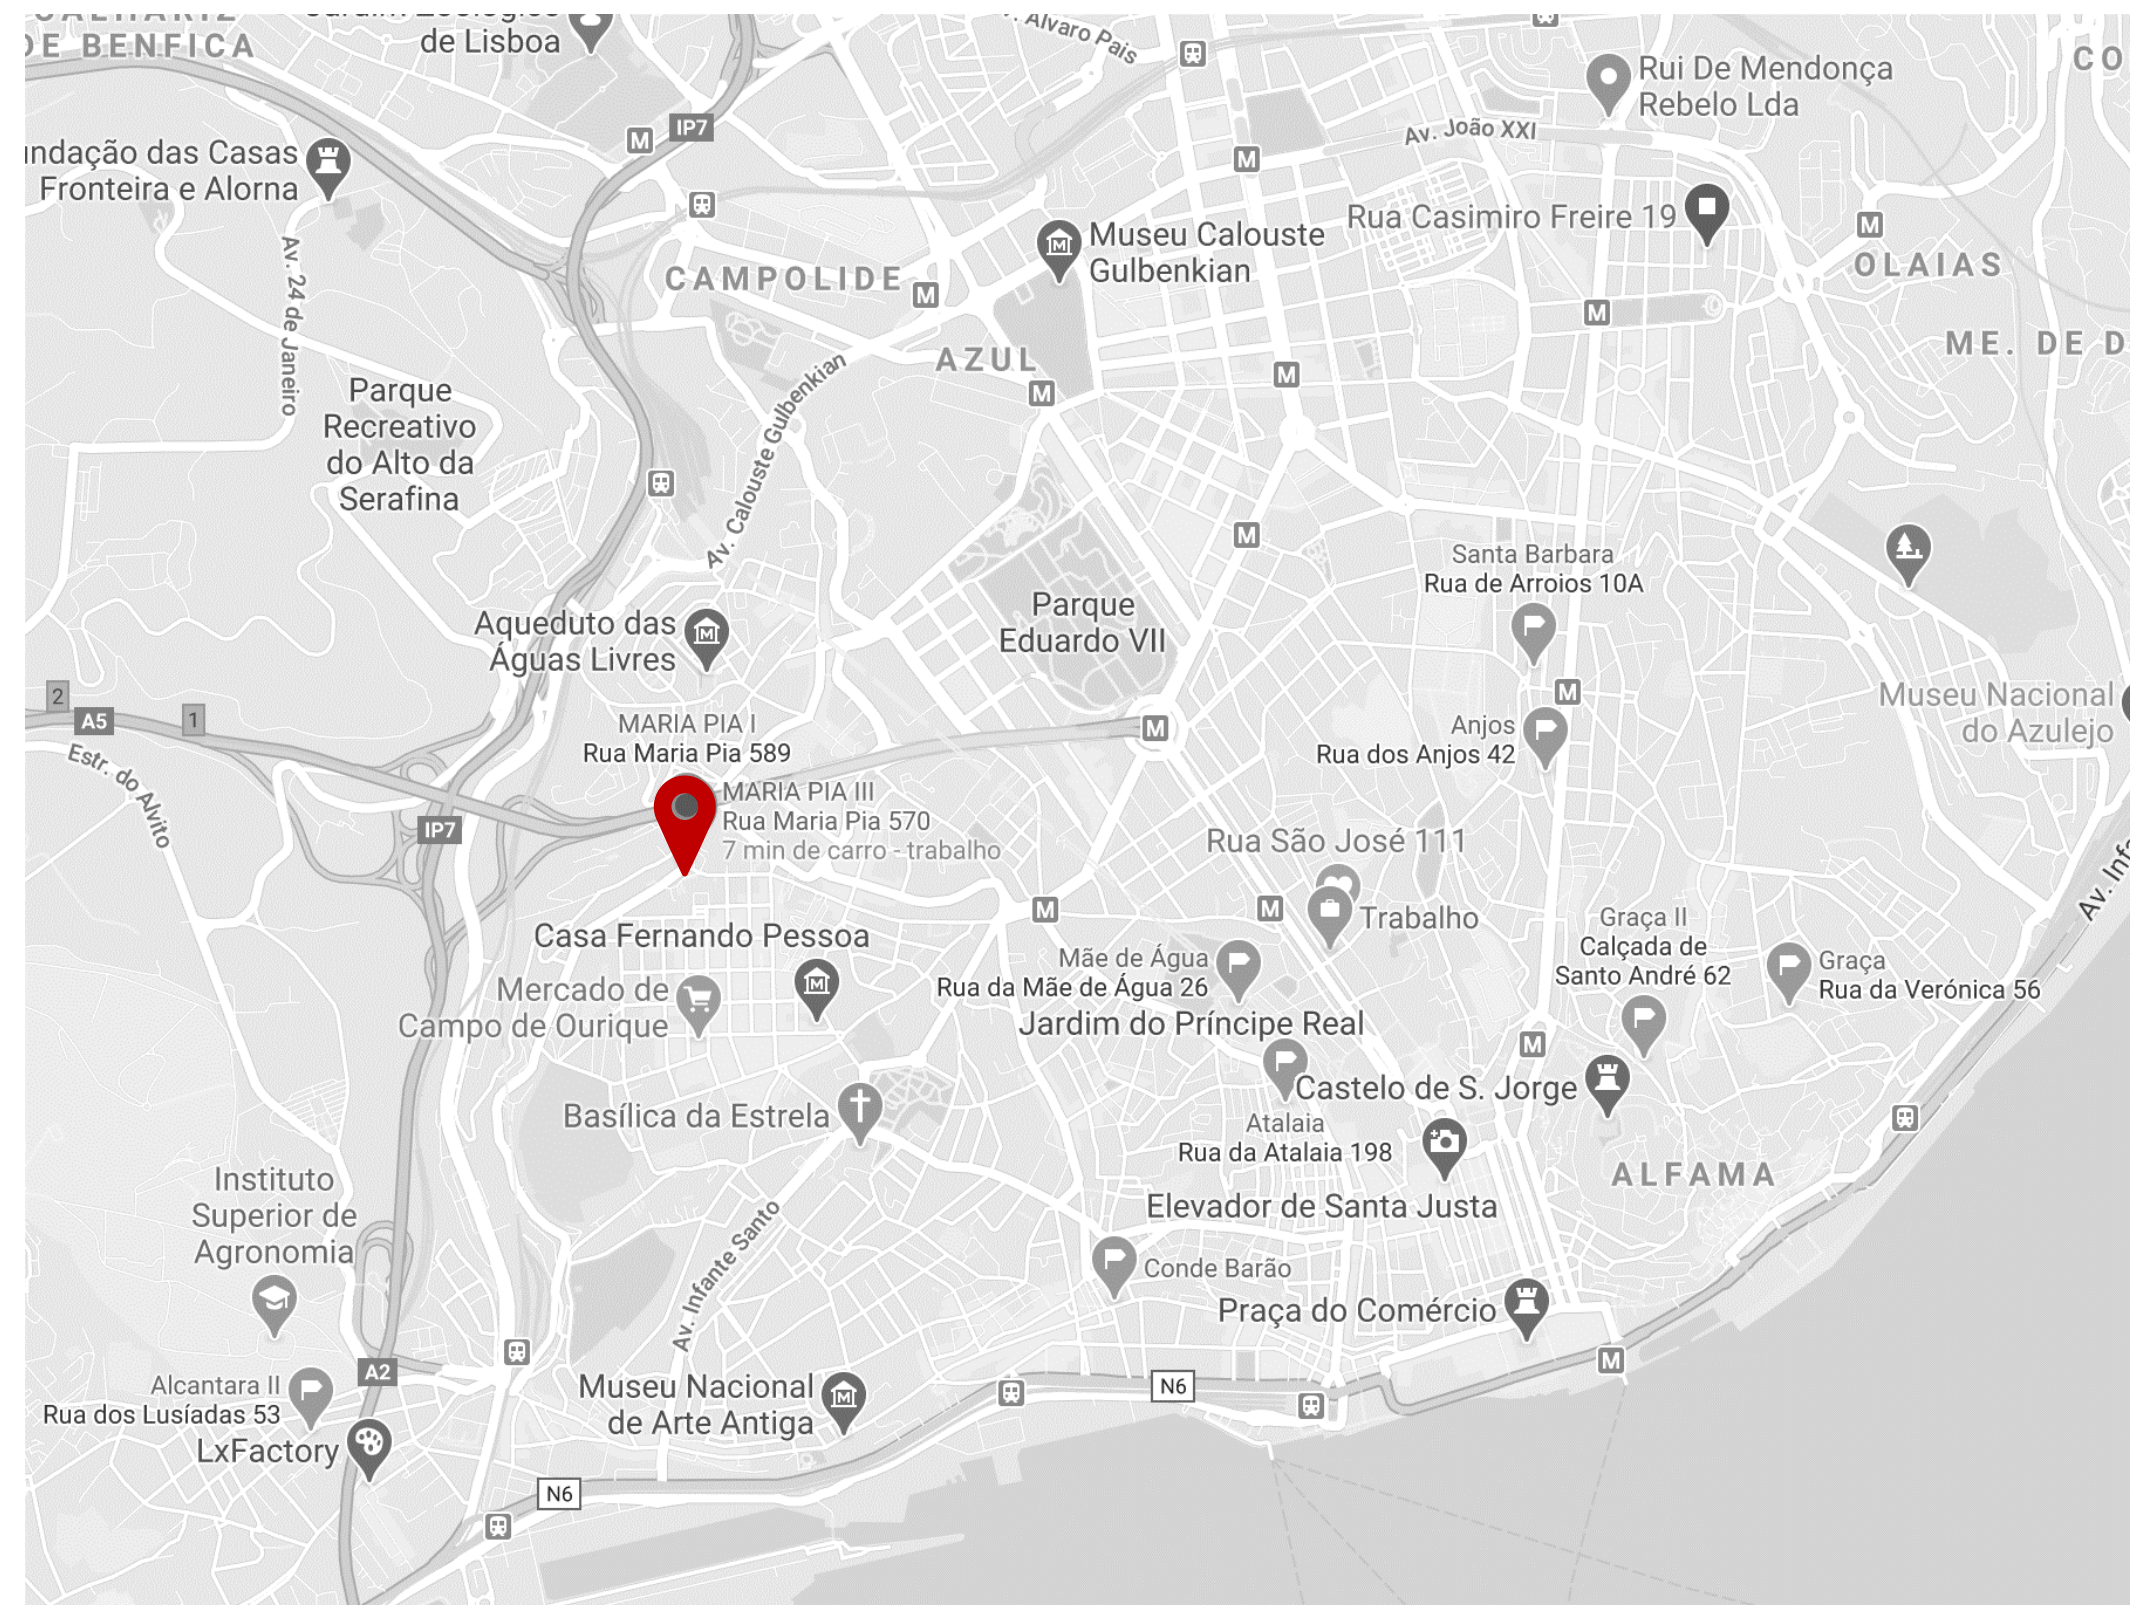 DE BENFICA
de Lisboa
Alvaro Pais
Rui De Mendonça
Rebelo Lda
CO
IP7
M
Av. João XXI
M
das Casas
Fronteira e Alorna
Rua Casimiro Freire 19
M
Museu Calouste
Gulbenkian
OLAIAS
CAMPOLIDE
M
M
Av. 24 de Janeiro
ME. DE D
AZUL
M
M
Parque
Recreativo
do Alto da
Serafina
Av. Calouste Gulbenkian
M
Santa Barbara
Rua de Arroios 10A
Parque
Eduardo VII
Aqueduto das
Águas Livres
M
2
A5
1
M
Museu Nacional
do Azulejo
MARIA PIA I
Rua Maria Pia 589
Anjos
Rua dos Anjos 42
Estr. do Alvito
MARIA PIA III
Rua Maria Pia 570
7 min de carro - trabalho
IP7
Rua São José 111
Av. Infa
M
M
Trabalho
Casa Fernando Pessoa
Graça II
Calçada de
Santo André 62
Mãe de Água
Rua da Mãe de Água 26
Graça
Rua da Verónica 56
Mercado de
Campo de Ourique
Jardim do Príncipe Real
M
Castelo de S. Jorge
Basílica da Estrela
Atalaia
Rua da Atalaia 198
ALFAMA
Instituto
Superior de
Agronomia
Elevador de Santa Justa
Av. Infante Santo
Conde Barão
Praça do Comércio
M
A2
Alcantara II
Rua dos Lusíadas 53
Museu Nacional
de Arte Antiga
N6
LxFactory
N6